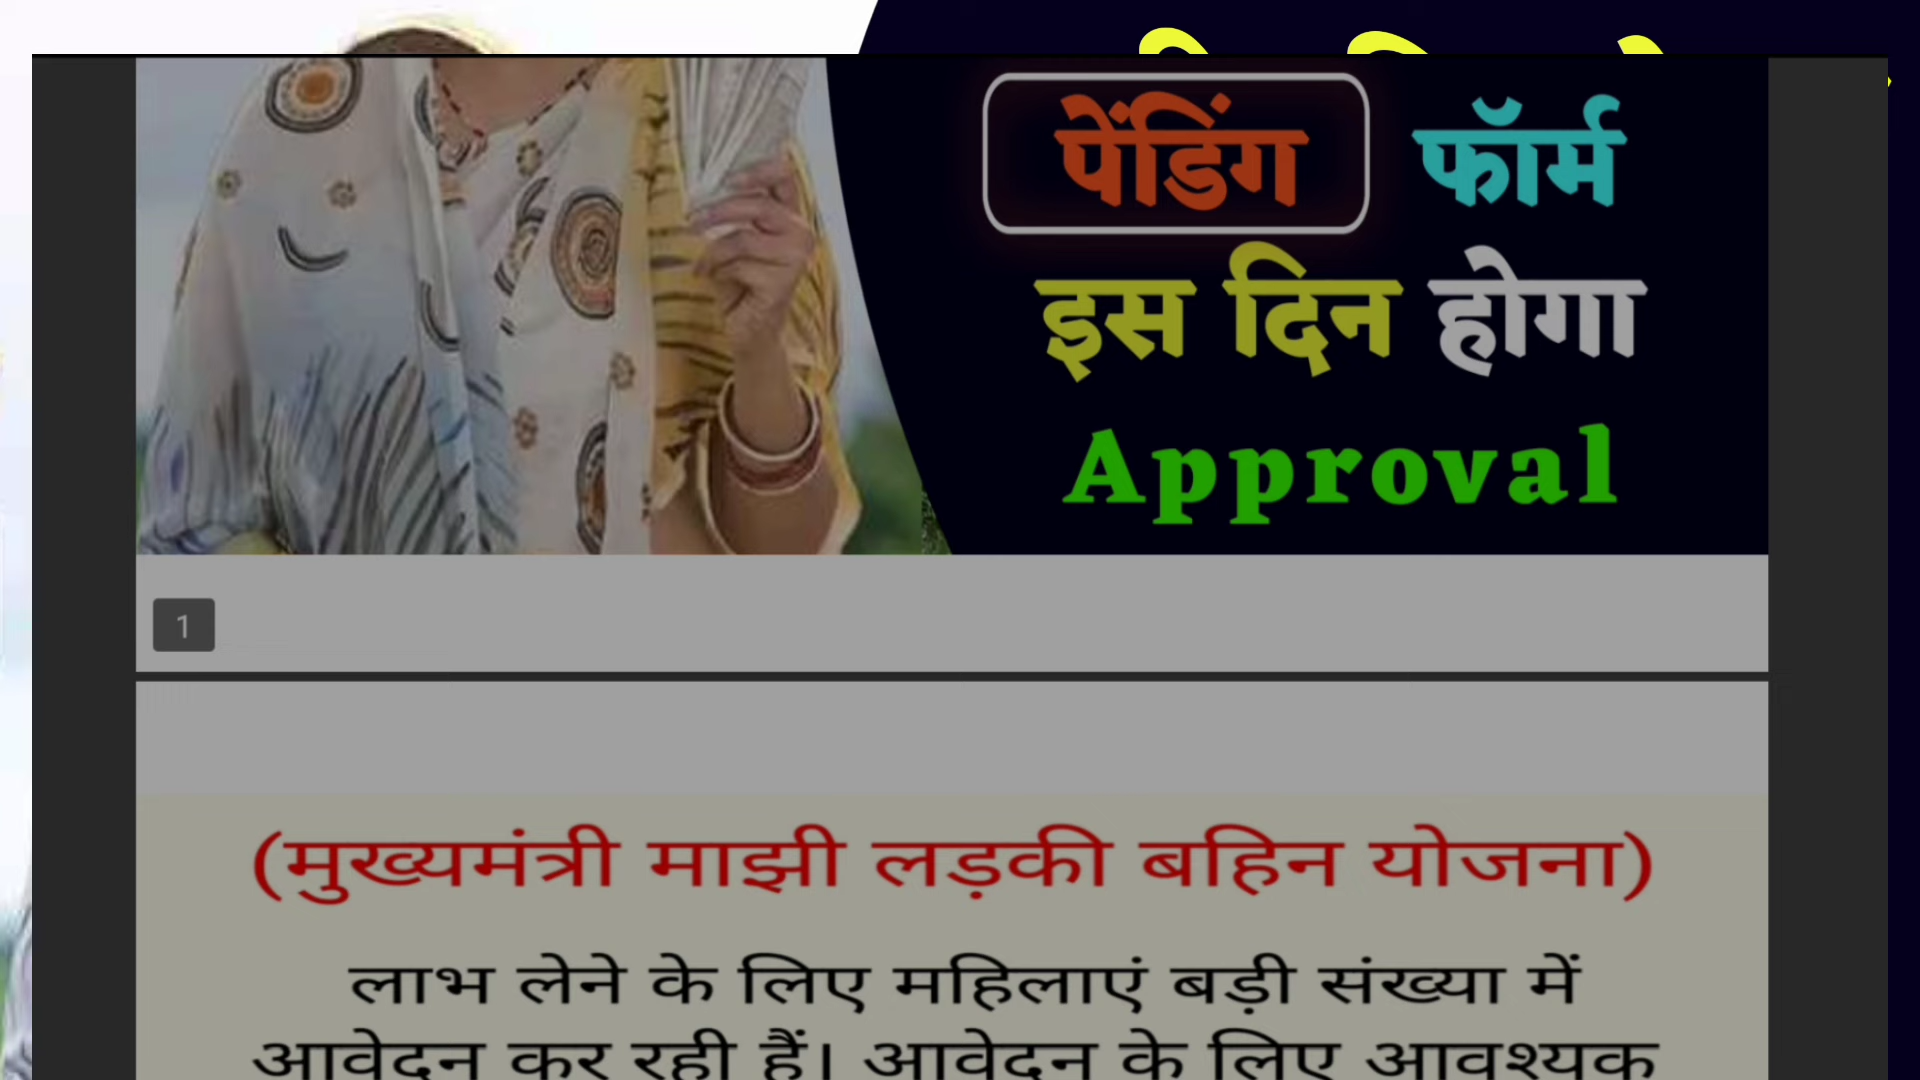 पेंडिंग फॉर्म
इस दिन होगा
Approval
1
(मुख्यमंत्री माझी लड़की बहिन योजना)
लाभ लेने के लिए महिलाएं बड़ी संख्या में
आवेदन कर रही हैं। आवेदन के लिए आवश्यक